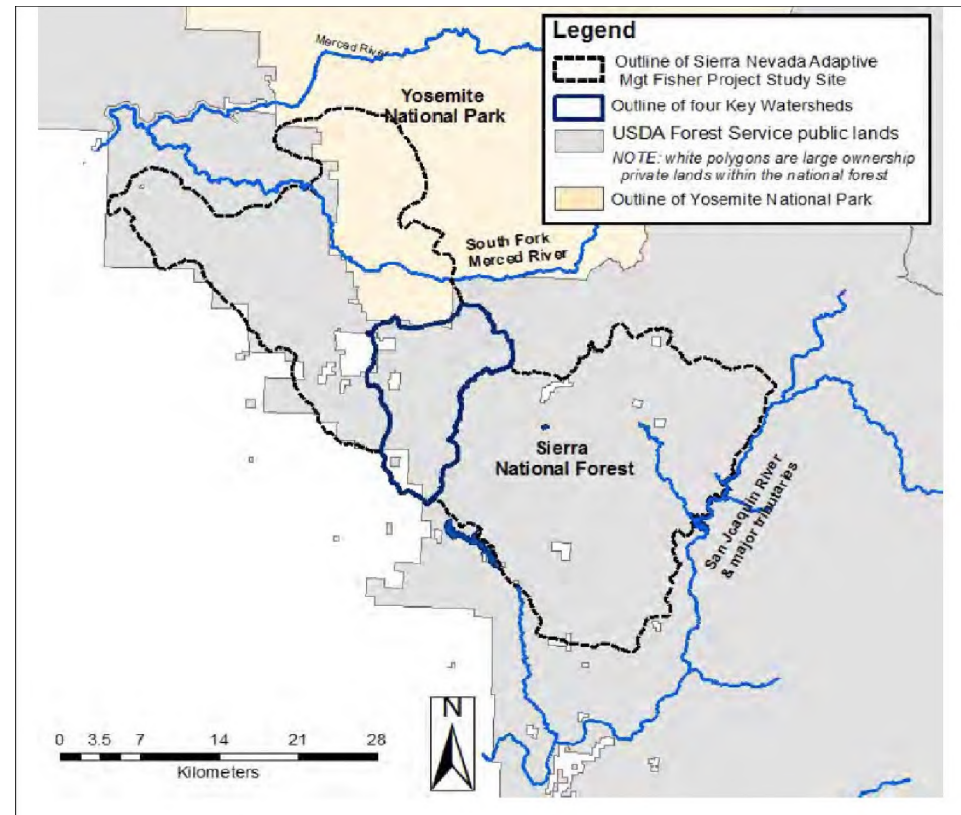 Legend
Outline of Sierra Nevada Adaptive
Mgt Fisher Project Study Site
Outline of four Key Watersheds
USDA Forest Service public lands
NOTE: white polygons are large ownership
private lands within the national forest
Outline of Yosemite National Park
Merced River
Yosemite
National Park
South Fork
Merced River
Sierra
National Forest
San Joaquin River
& major tributaries
N
0 3.5 7 14 21 28
Kilometers